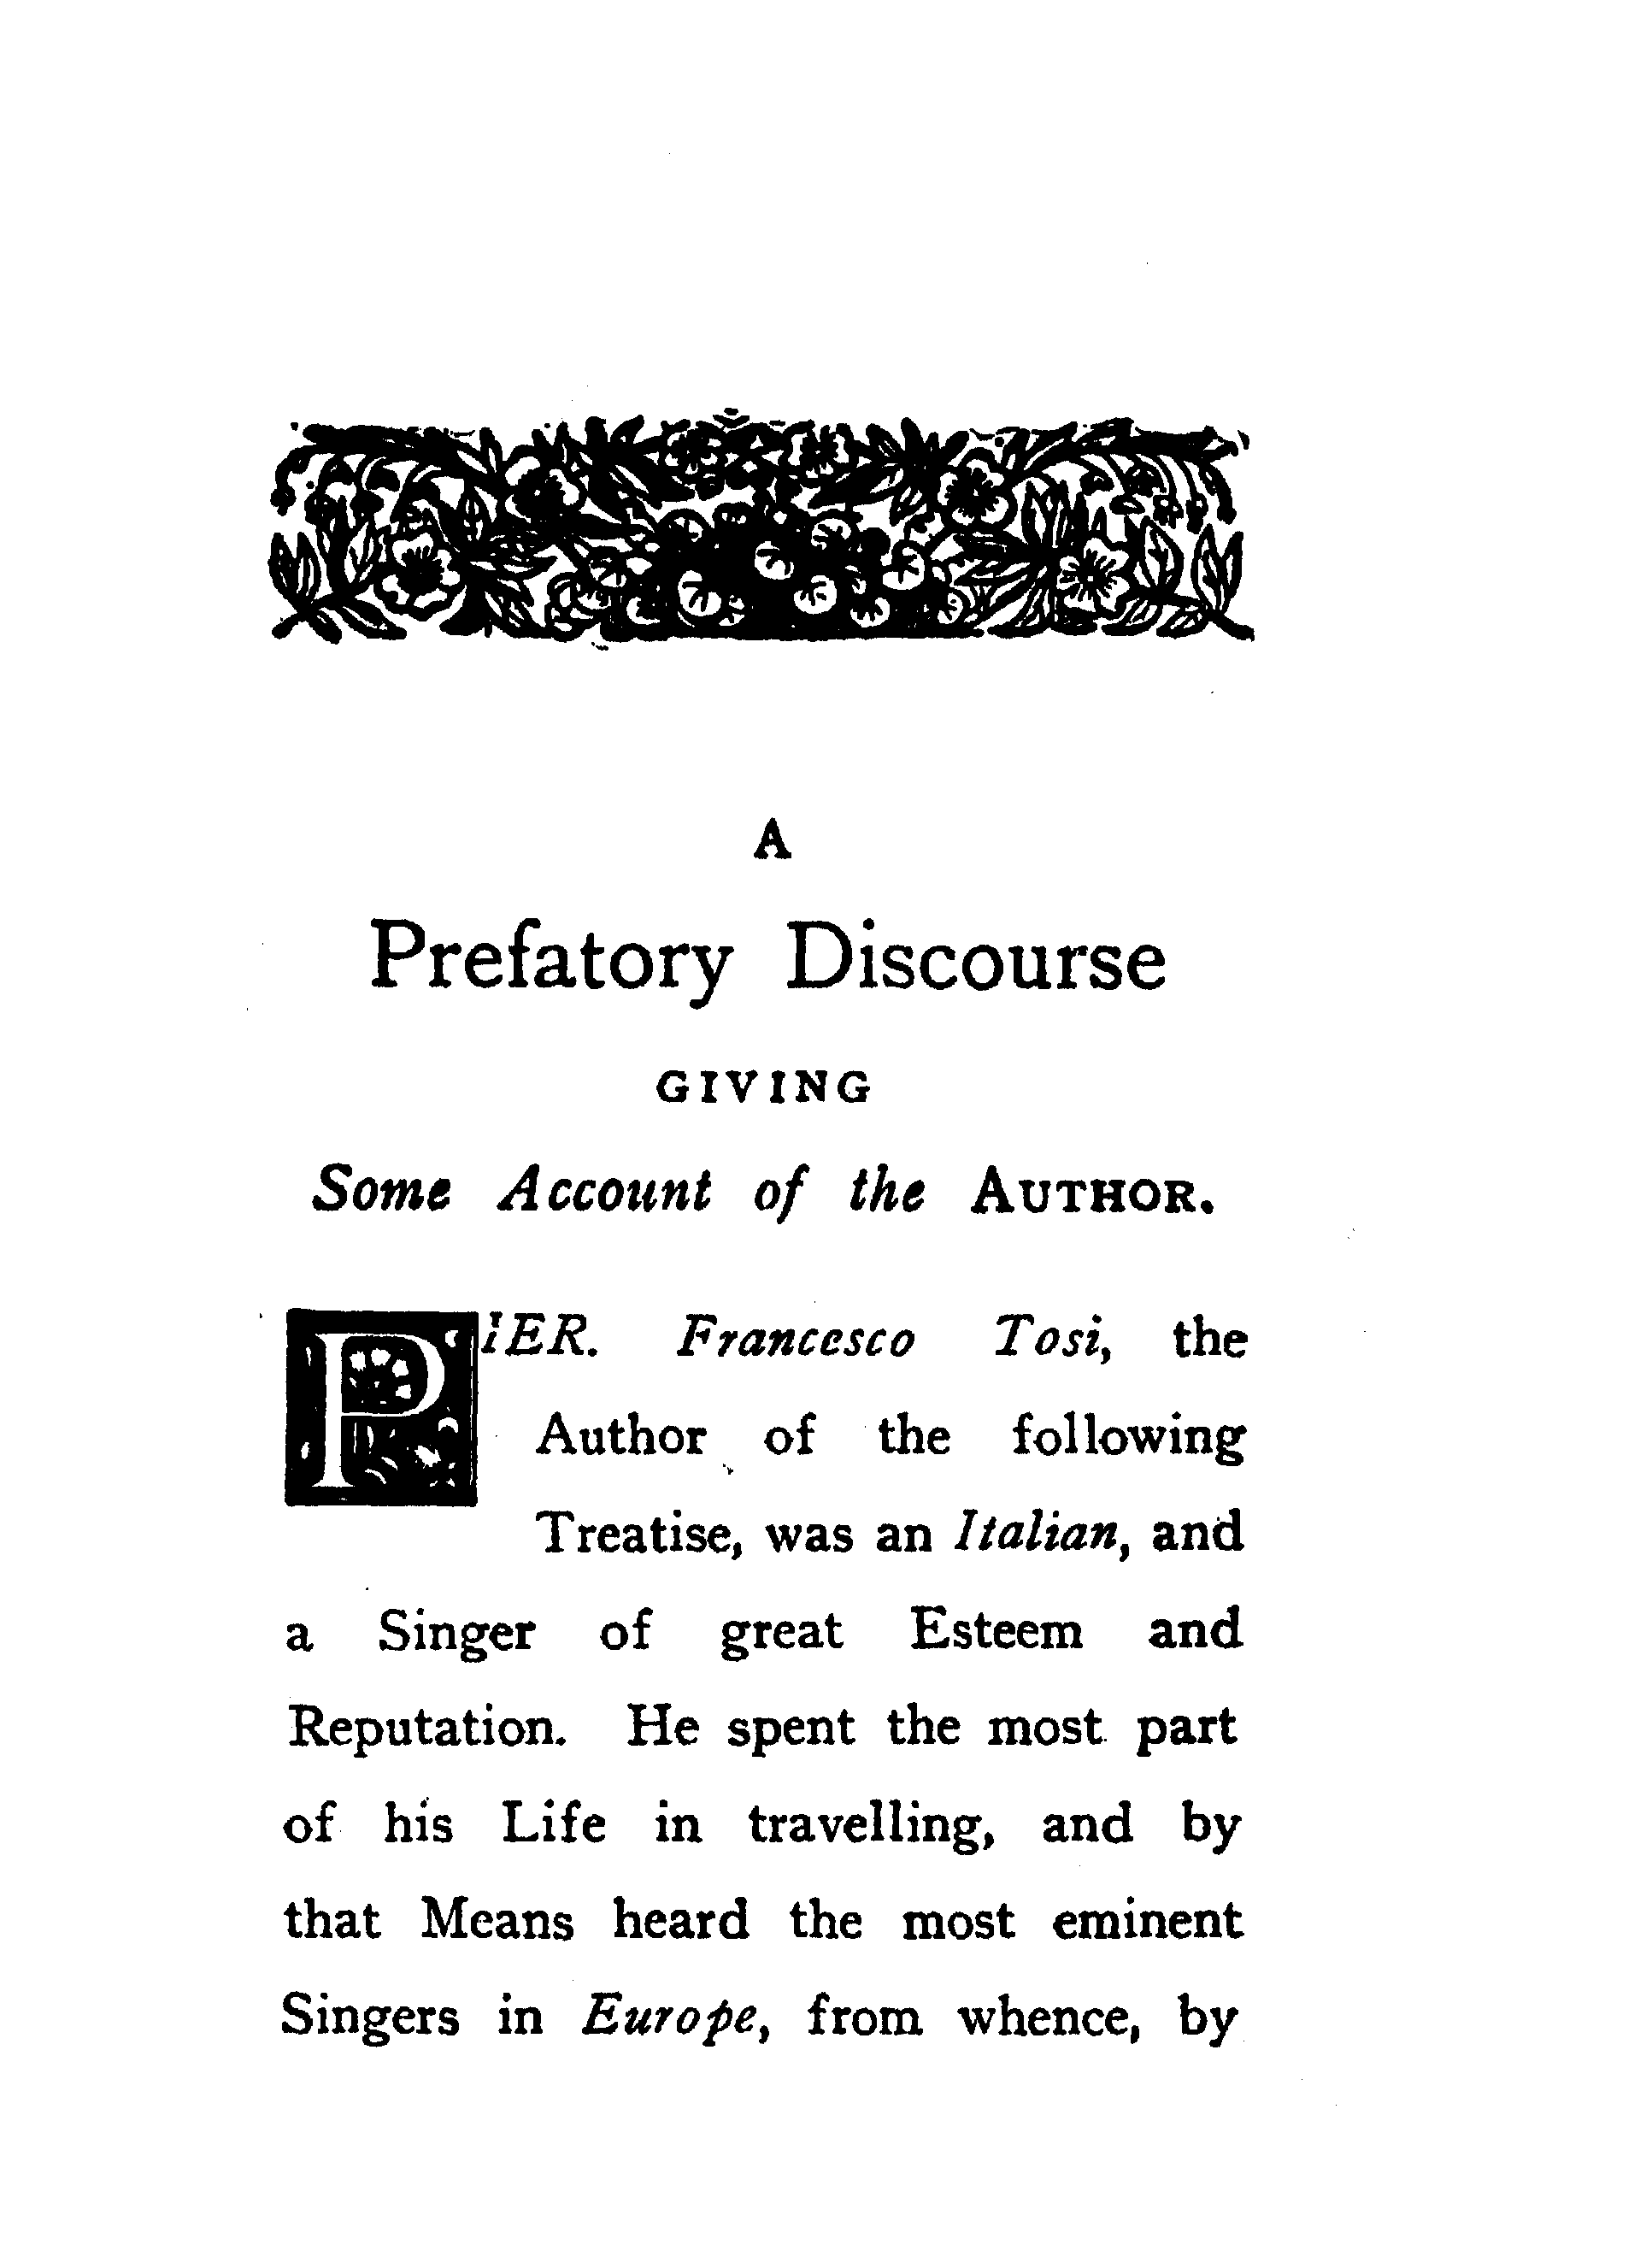 A
Prefatory Discourse
GIVING
Some Account of the AUTHOR.
PIER. Francesco Tosi, the
Author of the following
Treatise, was an Italian, and
a Singer of great Esteem and
Reputation. He spent the most part
of his Life in travelling, and by
that Means heard the most eminent
Singers in Europe, from whence, by